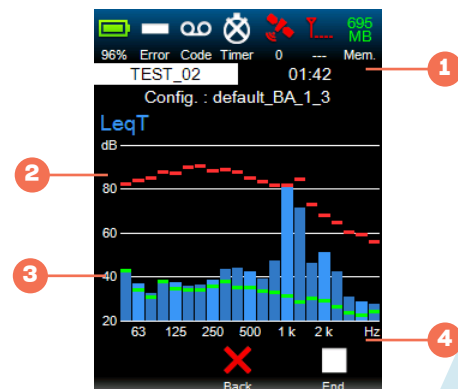 695
MB
96% Error Code Timer 0 --- Mem.
TEST_02 01:42
Config. : default_BA_1_3
LeqT
dB
80
60
40
20
63 125 250 500 1 k 2 k Hz
Back End
1
2
3
4